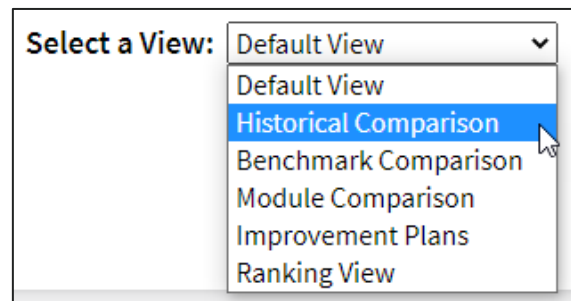 Select a View: Default View
Default View
Historical Comparison
Benchmark Comparison
Module Comparison
Improvement Plans
Ranking View